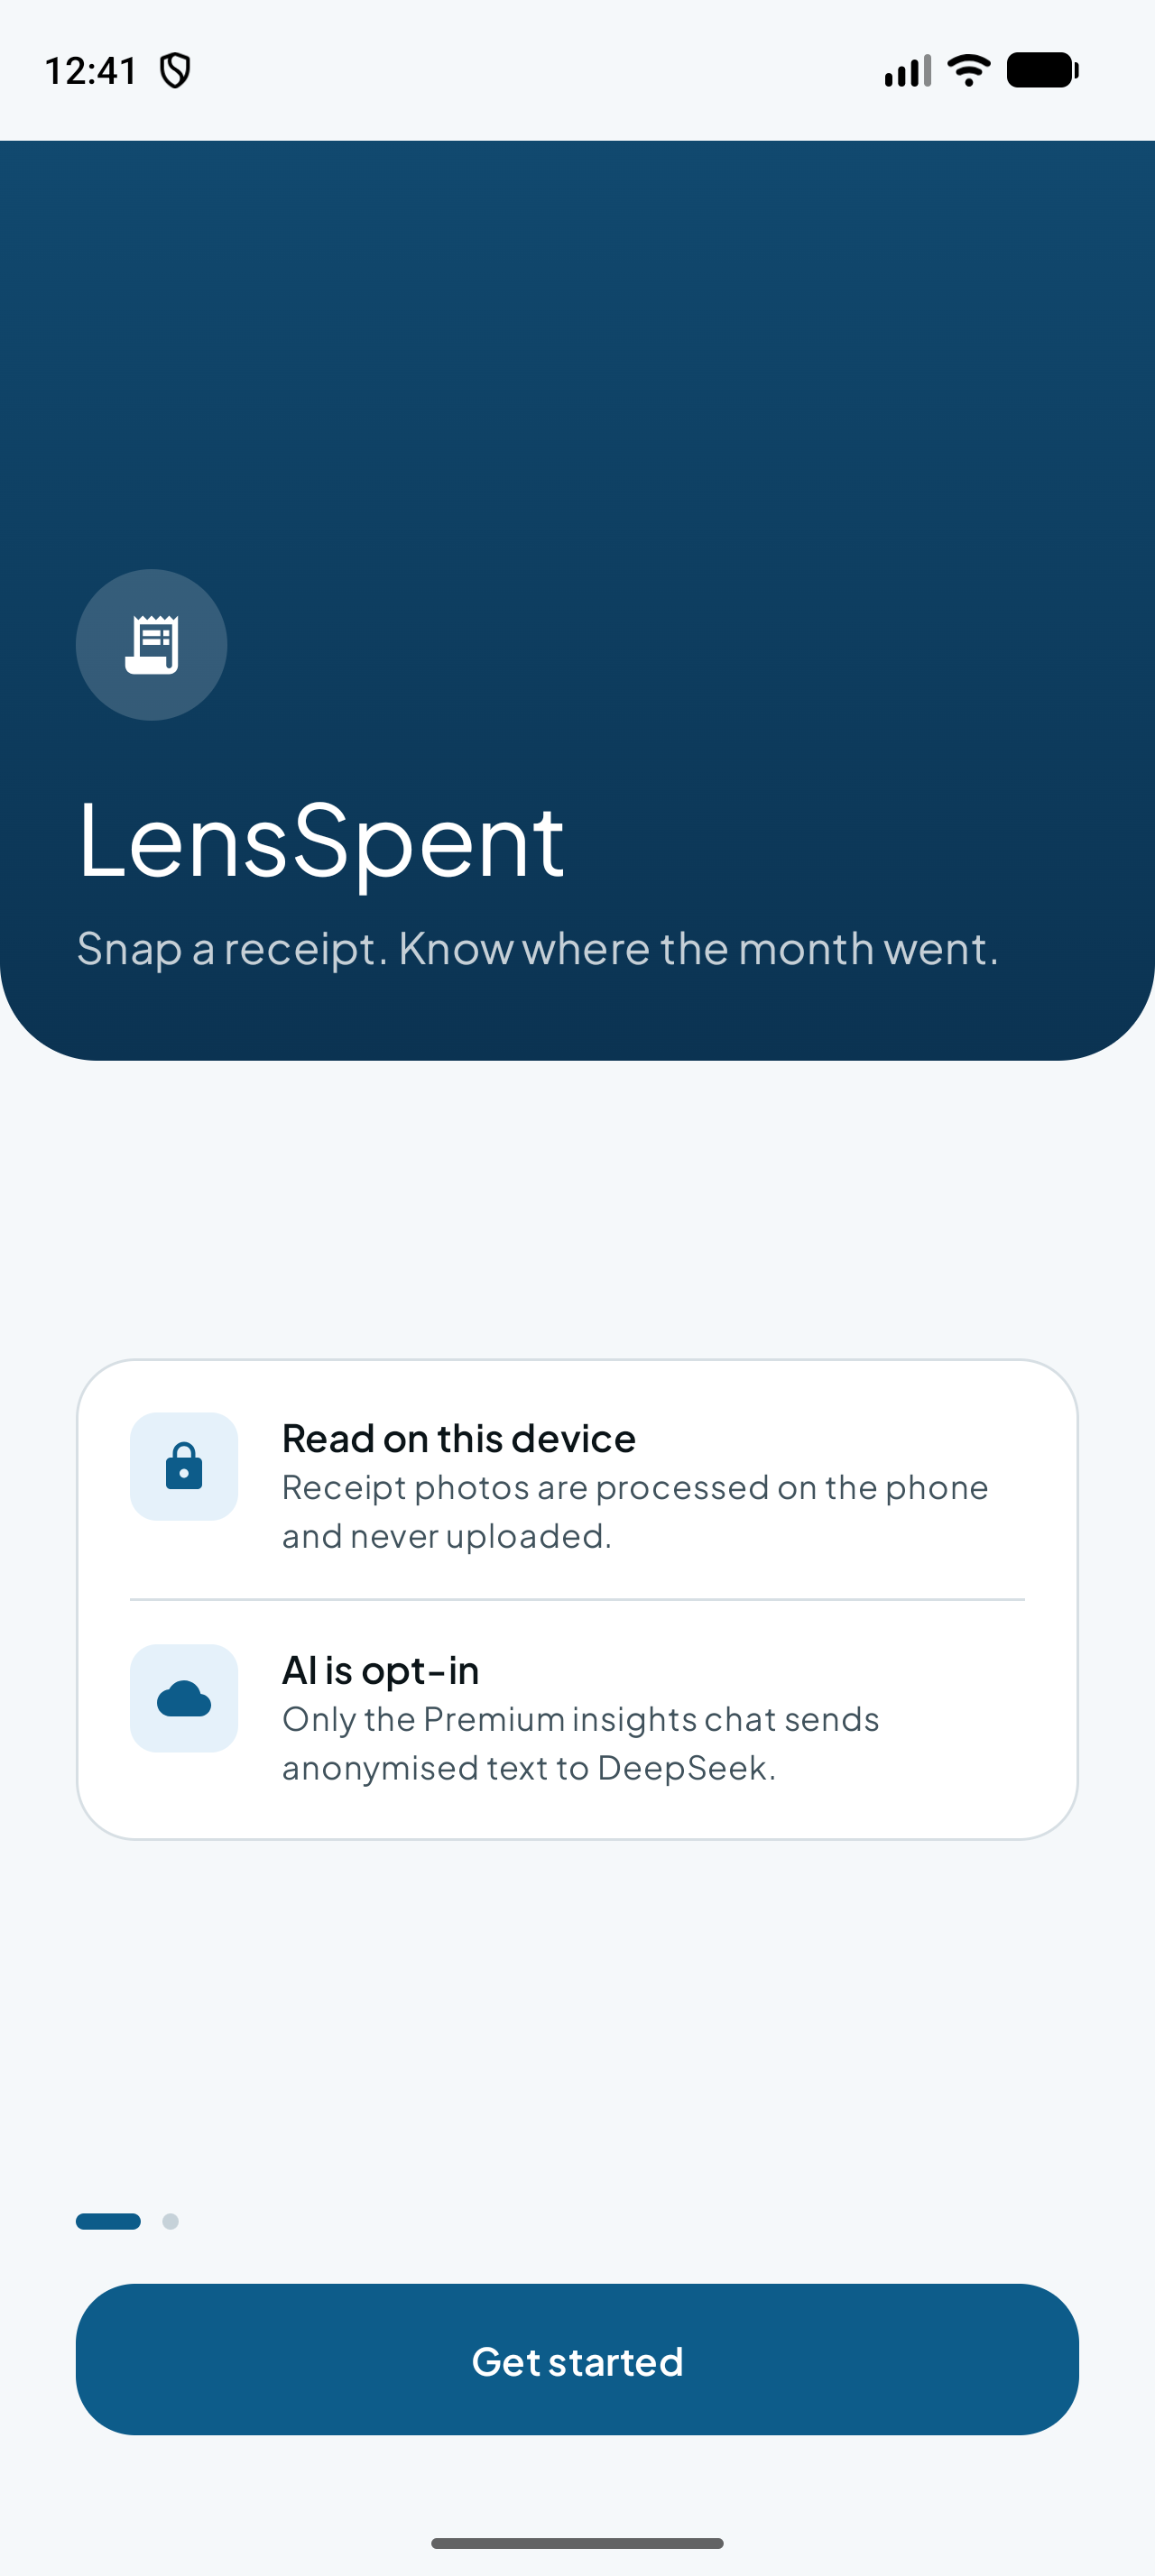 12:41
LensSpent
Snap a receipt. Know where the month went.
Read on this device
Receipt photos are processed on the phone
and never uploaded.
AI is opt-in
Only the Premium insights chat sends
anonymised text to DeepSeek.
Get started